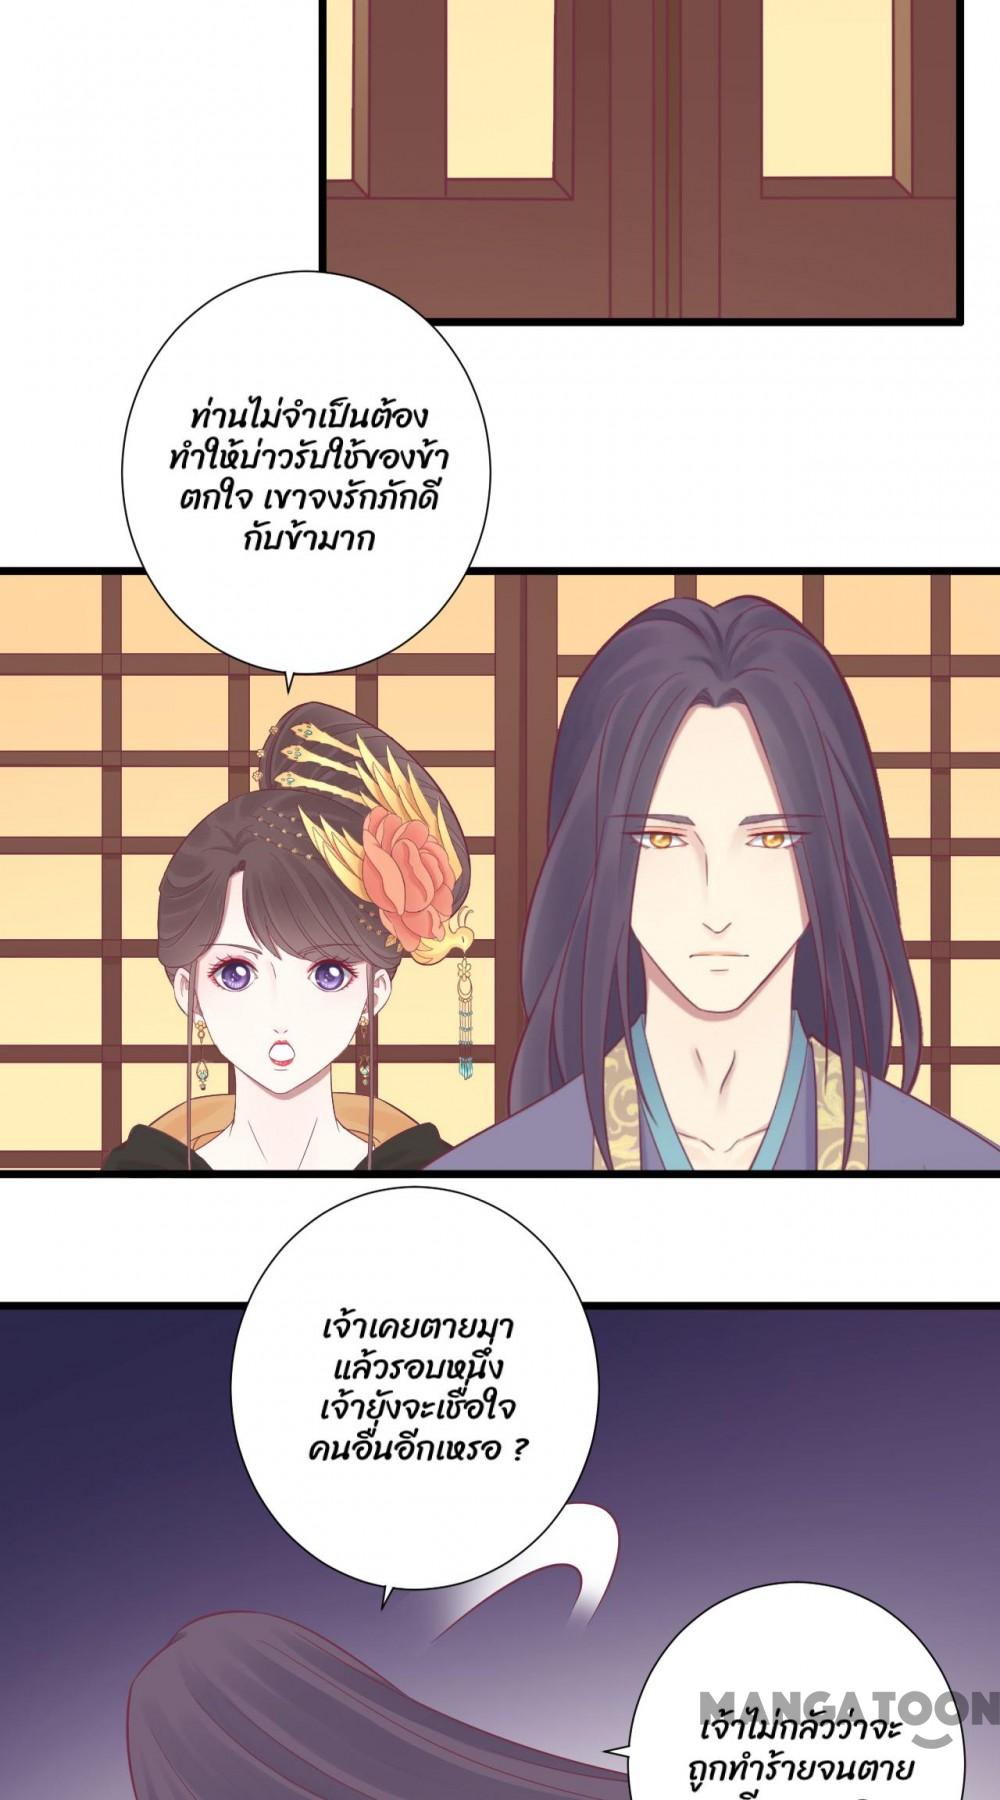 ท่านไม่จำเป็นต้อง
ทำให้บ่าวรับใช้ของข้า
ตกใจ เขาจงรักภักดี
กับข้ามาก
เจ้าเคยตายมา
แล้วรอบหนึ่ง
เจ้ายังจะเชื่อใจ
คนอื่นอีกเหรอ ?
MANGATOON
เจ้าไม่กลัวว่าจะ
ถูกทำร้ายจนตาย